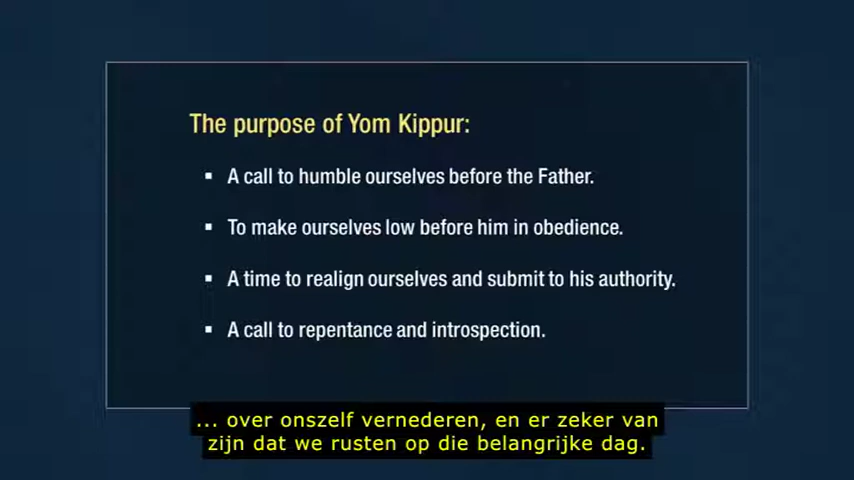 The purpose of Yom Kippur:
▪ A call to humble ourselves before the Father.
▪ To make ourselves low before him in obedience.
▪ A time to realign ourselves and submit to his authority.
▪ A call to repentance and introspection.
... over onszelf vernederen, en er zeker van
zijn dat we rusten op die belangrijke dag.